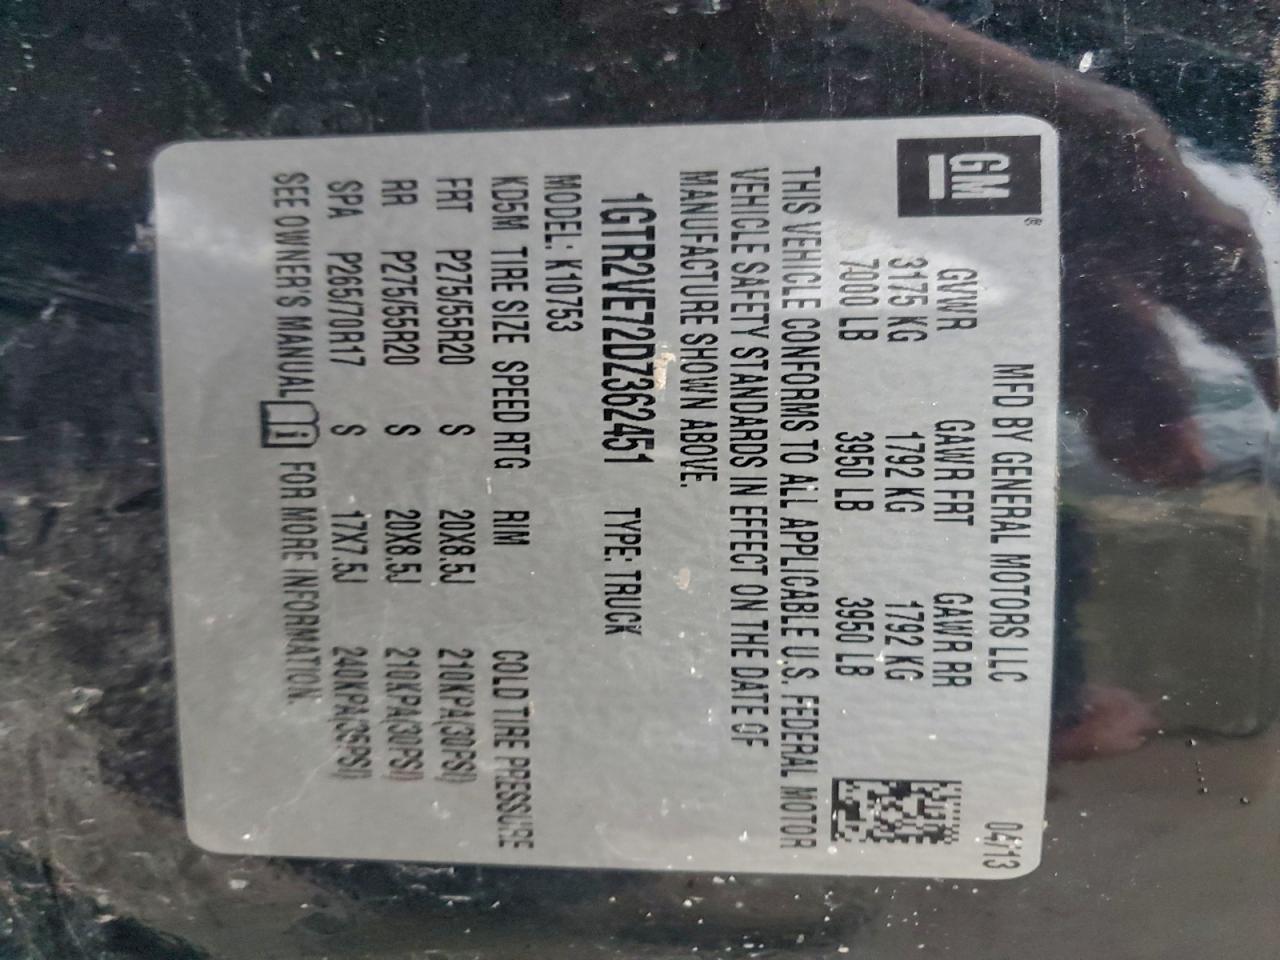 GM®
MFD BY GENERAL MOTORS LLC 04/13
GVWR GAWR FRT GAWR RR
3175 KG 1792 KG 1792 KG
7000 LB 3950 LB 3950 LB
THIS VEHICLE CONFORMS TO ALL APPLICABLE U.S. FEDERAL MOTOR
VEHICLE SAFETY STANDARDS IN EFFECT ON THE DATE OF
MANUFACTURE SHOWN ABOVE.
1GTR2VE72DZ362451 TYPE: TRUCK
MODEL: K10753
KD5M TIRE SIZE SPEED RTG RIM COLD TIRE PRESSURE
FRT P275/55R20 S 20X8.5J 210KPA(30PSI)
RR P275/55R20 S 20X8.5J 210KPA(30PSI)
SPA P265/70R17 S 17X7.5J 240KPA(35PSI)
SEE OWNER'S MANUAL FOR MORE INFORMATION.